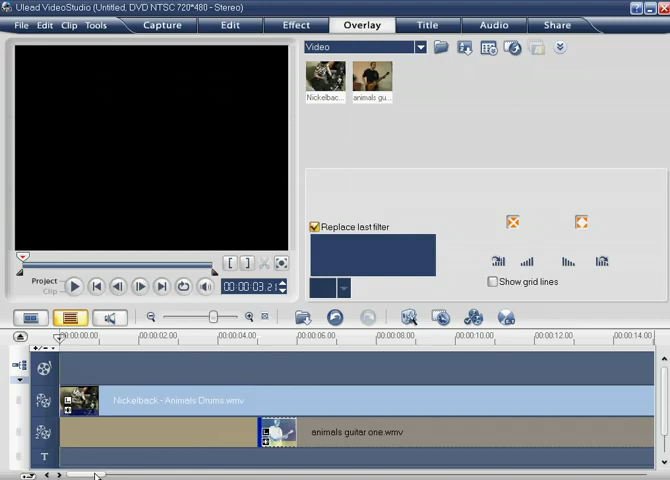 Ulead VideoStudio (Untitled, DVD NTSC 720*480 - Stereo)
File Edit Clip Tools
Capture Edit Effect Overlay Title Audio Share
Video
Nickelbac... animals gu...
Replace last filter
Show grid lines
Project
Clip
00:00:03.21
00:00:00.00 00:00:02.00 00:00:04.00 00:00:06.00 00:00:08.00 00:00:10.00 00:00:12.00 00:00:14.00
Nickelback - Animals Drums.wmv
animals guitar one.wmv
T